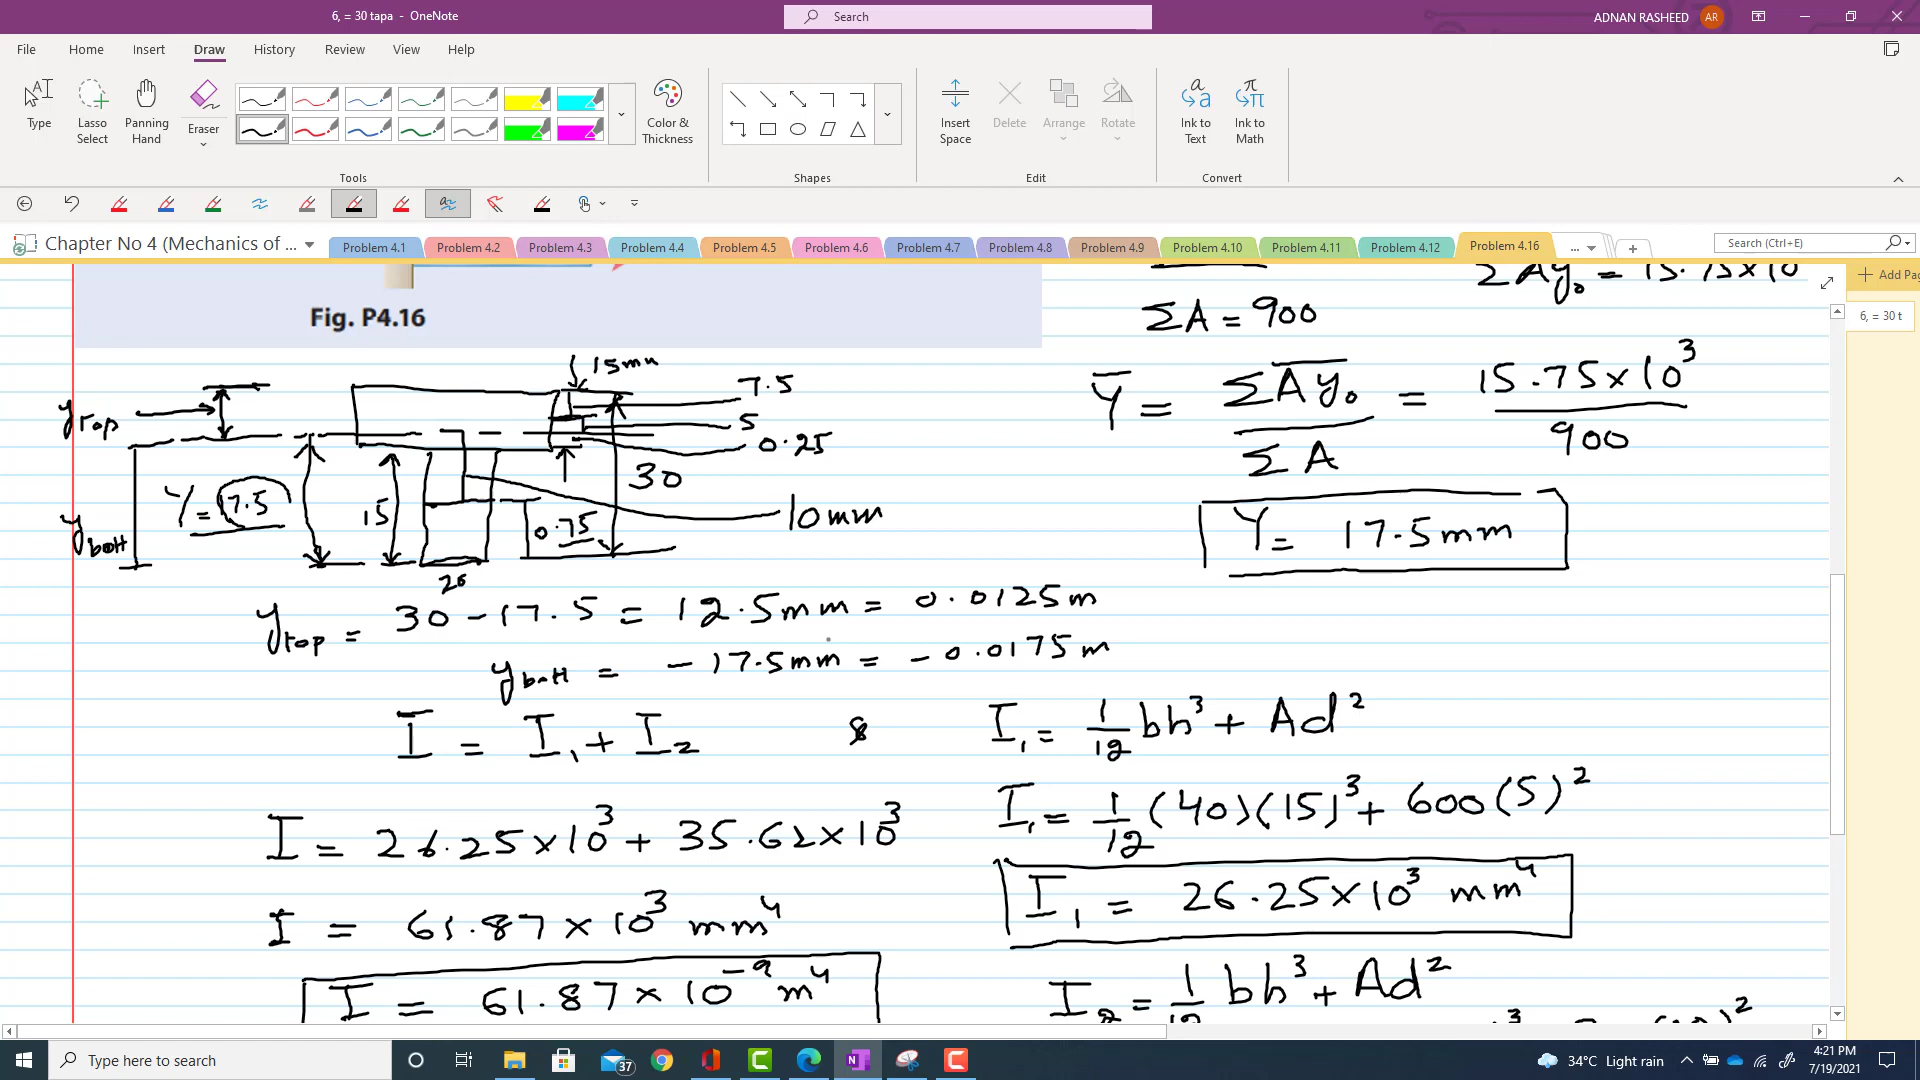 6, = 30 tapa - OneNote
Search
ADNAN RASHEED
AR
File Home Insert Draw History Review View Help
Type
Lasso Select
Panning Hand
Eraser
Color & Thickness
Insert Space
Delete
Arrange
Rotate
Ink to Text
Ink to Math
Tools
Shapes
Edit
Convert
Chapter No 4 (Mechanics of ...
Problem 4.1 Problem 4.2 Problem 4.3 Problem 4.4 Problem 4.5 Problem 4.6 Problem 4.7 Problem 4.8 Problem 4.9 Problem 4.10 Problem 4.11 Problem 4.12 Problem 4.16 ...
Search (Ctrl+E)
Add Pag
6, = 30 t
Fig. P4.16
ΣAy₀ = 15.75×10
ΣA = 900
Y̅ = ΣA̅y₀ / ΣA = 15.75×10³ / 900
Y = 17.5mm
15mm
7.5
5
0.25
30
10mm
yTop
ybott
Y = 17.5
15
0.75
20
yTop = 30 - 17.5 = 12.5mm = 0.0125m
ybott = - 17.5mm = - 0.0175m
I = I₁ + I₂ &
I₁ = 1/12 bh³ + Ad²
I₁ = 1/12 (40)(15)³ + 600(5)²
I = 26.25×10³ + 35.62×10³
I₁ = 26.25×10³ mm⁴
I = 61.87 × 10³ mm⁴
I = 61.87 × 10⁻⁹ m⁴
I₂ = 1/12 bh³ + Ad²
Type here to search
37
34°C Light rain
4:21 PM
7/19/2021